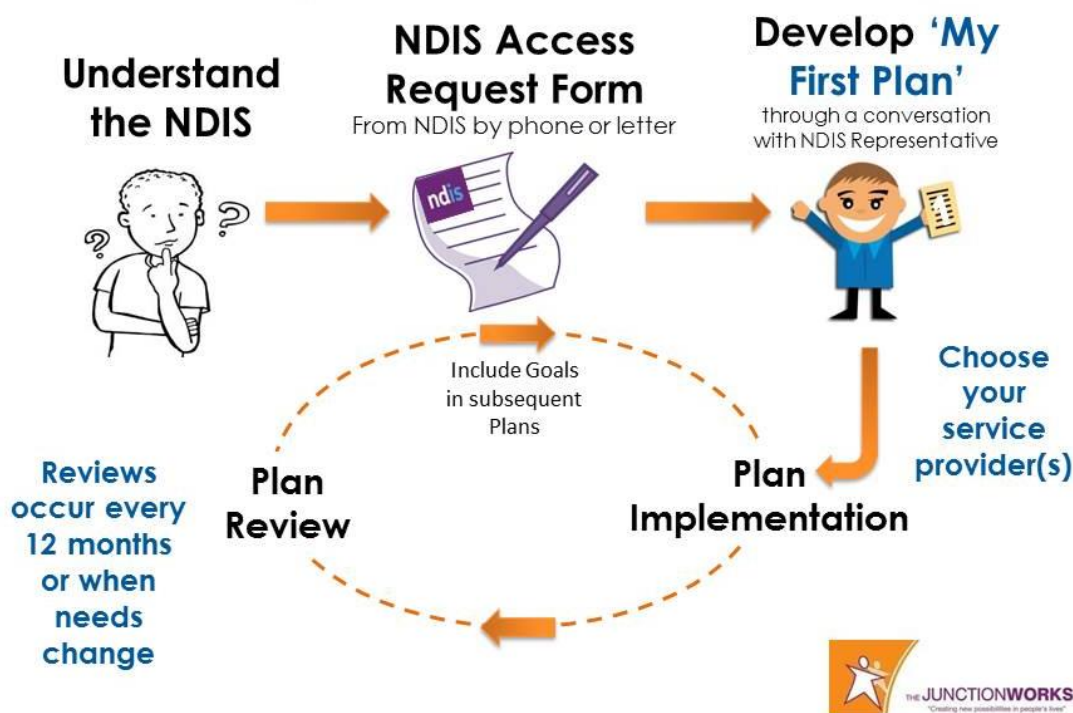 Understand
the NDIS
NDIS Access
Request Form
From NDIS by phone or letter
Develop ‘My
First Plan’
through a conversation
with NDIS Representative
?
?
ndis
Choose
your
service
provider(s)
Include Goals
in subsequent
Plans
Plan
Implementation
Plan
Review
Reviews
occur every
12 months
or when
needs
change
THE JUNCTIONWORKS
"Creating new possibilities in people's lives"